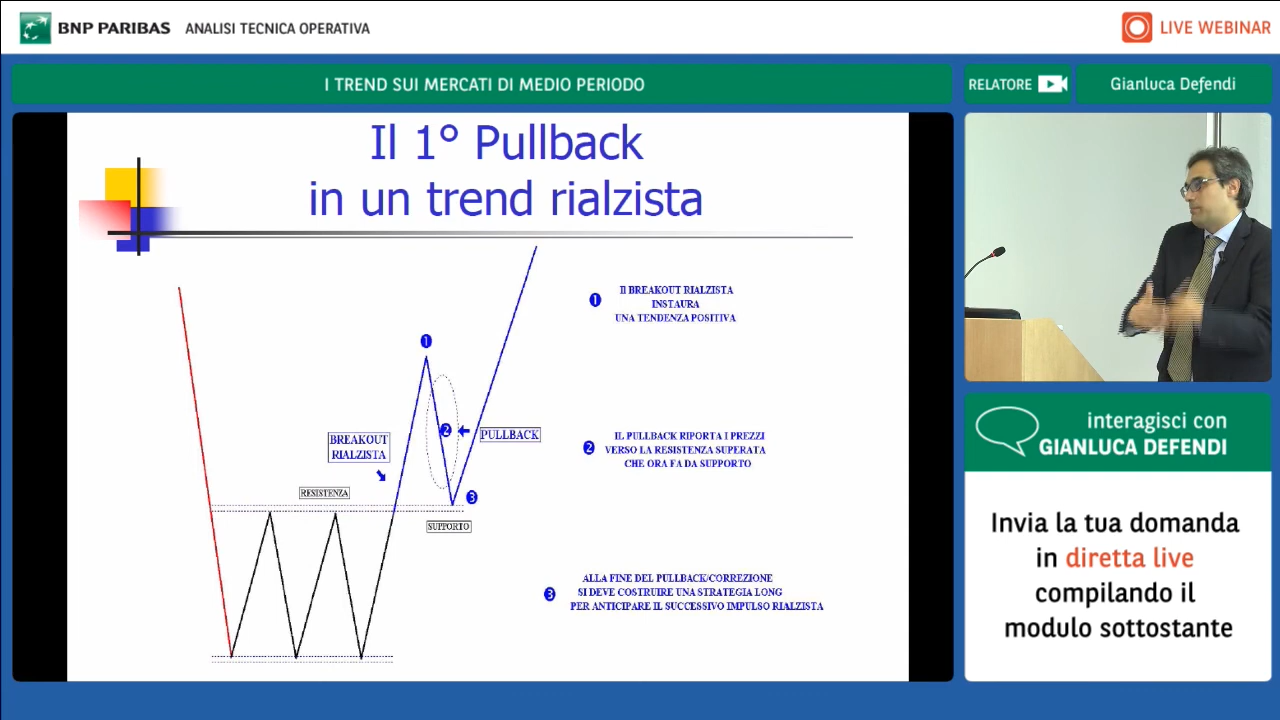 BNP PARIBAS ANALISI TECNICA OPERATIVA
LIVE WEBINAR
I TREND SUI MERCATI DI MEDIO PERIODO
RELATORE
Gianluca Defendi
Il 1° Pullback
in un trend rialzista
1
Il BREAKOUT RIALZISTA
INSTAURA
UNA TENDENZA POSITIVA
1
2
PULLBACK
BREAKOUT
RIALZISTA
2
IL PULLBACK RIPORTA I PREZZI
VERSO LA RESISTENZA SUPERATA
CHE ORA FA DA SUPPORTO
RESISTENZA
3
SUPPORTO
3
ALLA FINE DEL PULLBACK/CORREZIONE
SI DEVE COSTRUIRE UNA STRATEGIA LONG
PER ANTICIPARE IL SUCCESSIVO IMPULSO RIALZISTA
interagisci con
GIANLUCA DEFENDI
Invia la tua domanda
in diretta live
compilando il
modulo sottostante